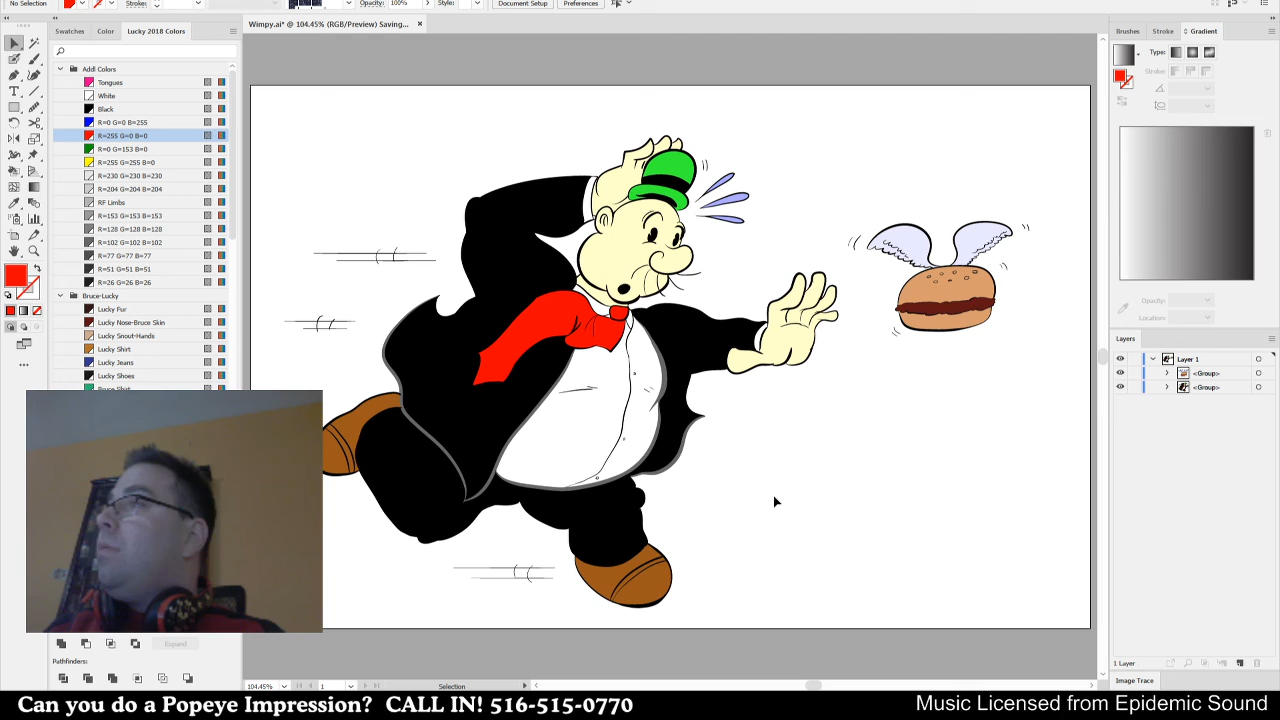 No Selection
Stroke:
Opacity: 100%
Style:
Document Setup
Preferences
Swatches Color Lucky 2018 Colors
Wimpy.ai* @ 104.45% (RGB/Preview) Saving...
Brushes Stroke Gradient
Addl Colors
Tongues
White
Black
R=0 G=0 B=255
R=255 G=0 B=0
R=0 G=153 B=0
R=255 G=255 B=0
R=230 G=230 B=230
R=204 G=204 B=204
RF Limbs
R=153 G=153 B=153
R=128 G=128 B=128
R=102 G=102 B=102
R=77 G=77 B=77
R=51 G=51 B=51
R=26 G=26 B=26
Bruce-Lucky
Lucky Fur
Lucky Nose-Bruce Skin
Lucky Snout-Hands
Lucky Shirt
Lucky Jeans
Lucky Shoes
Bruce Shirt
Expand
Pathfinders:
Type:
Stroke:
Opacity:
Location:
Layers
Layer 1
<Group>
<Group>
1 Layer
Image Trace
104.45% 1 Selection
Can you do a Popeye Impression? CALL IN! 516-515-0770
Music Licensed from Epidemic Sound